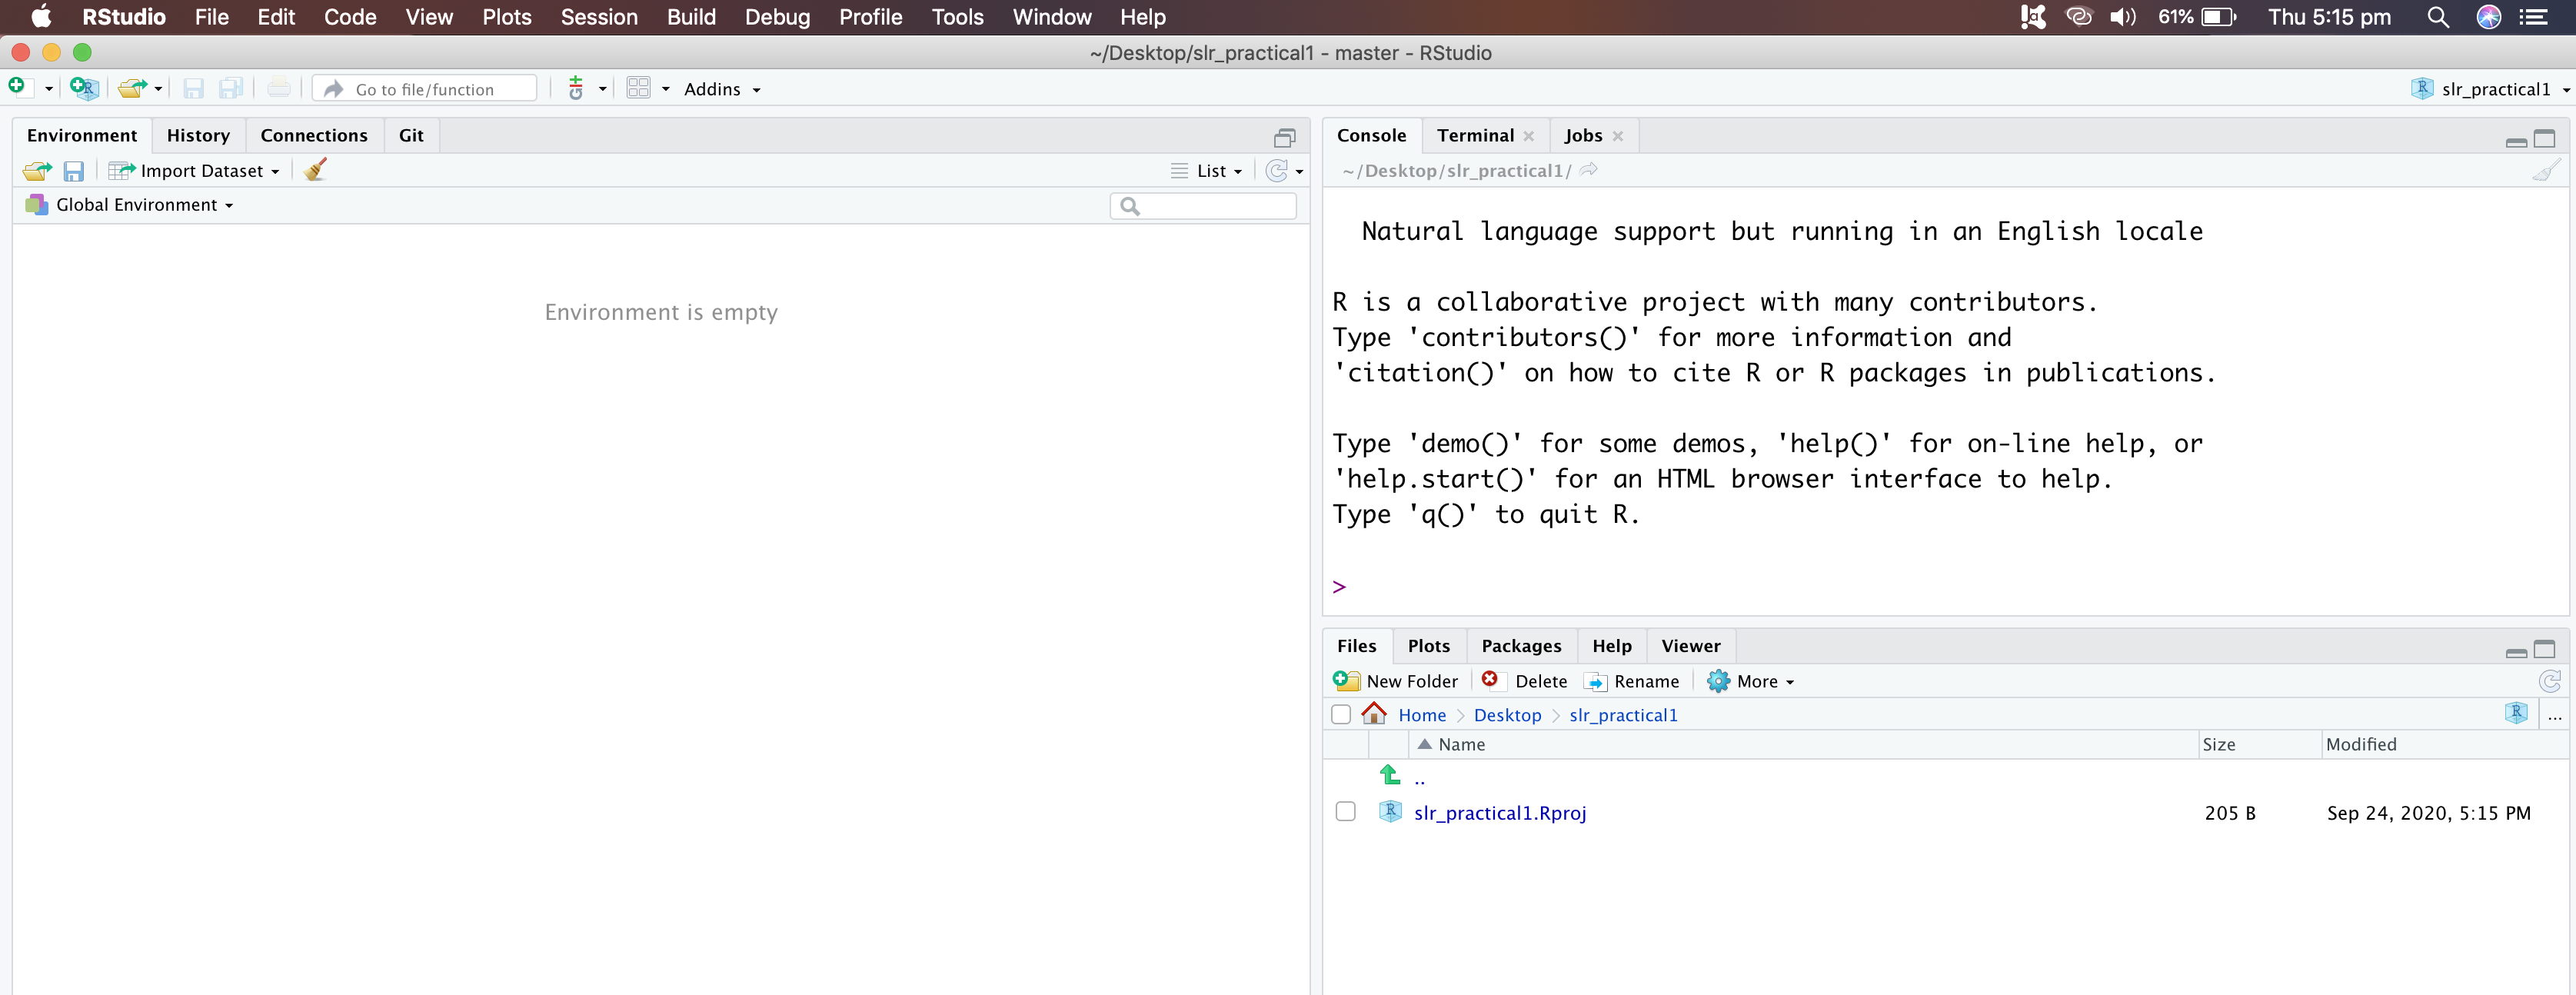 RStudio File Edit Code View Plots Session Build Debug Profile Tools Window Help 61% Thu 5:15 pm
~/Desktop/slr_practical1 - master - RStudio
Go to file/function Addins slr_practical1
Environment History Connections Git
Import Dataset List
Global Environment
Environment is empty
Console Terminal Jobs
~/Desktop/slr_practical1/
Natural language support but running in an English locale
R is a collaborative project with many contributors.
Type 'contributors()' for more information and
'citation()' on how to cite R or R packages in publications.
Type 'demo()' for some demos, 'help()' for on-line help, or
'help.start()' for an HTML browser interface to help.
Type 'q()' to quit R.
>
Files Plots Packages Help Viewer
New Folder Delete Rename More
Home Desktop slr_practical1 ...
Name Size Modified
..
slr_practical1.Rproj 205 B Sep 24, 2020, 5:15 PM